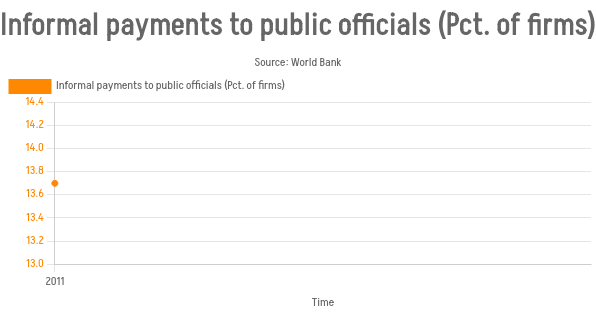 Informal payments to public officials (Pct. of firms)
Source: World Bank
Informal payments to public officials (Pct. of firms)
14.4
14.2
14.0
13.8
13.6
13.4
13.2
13.0
2011
Time